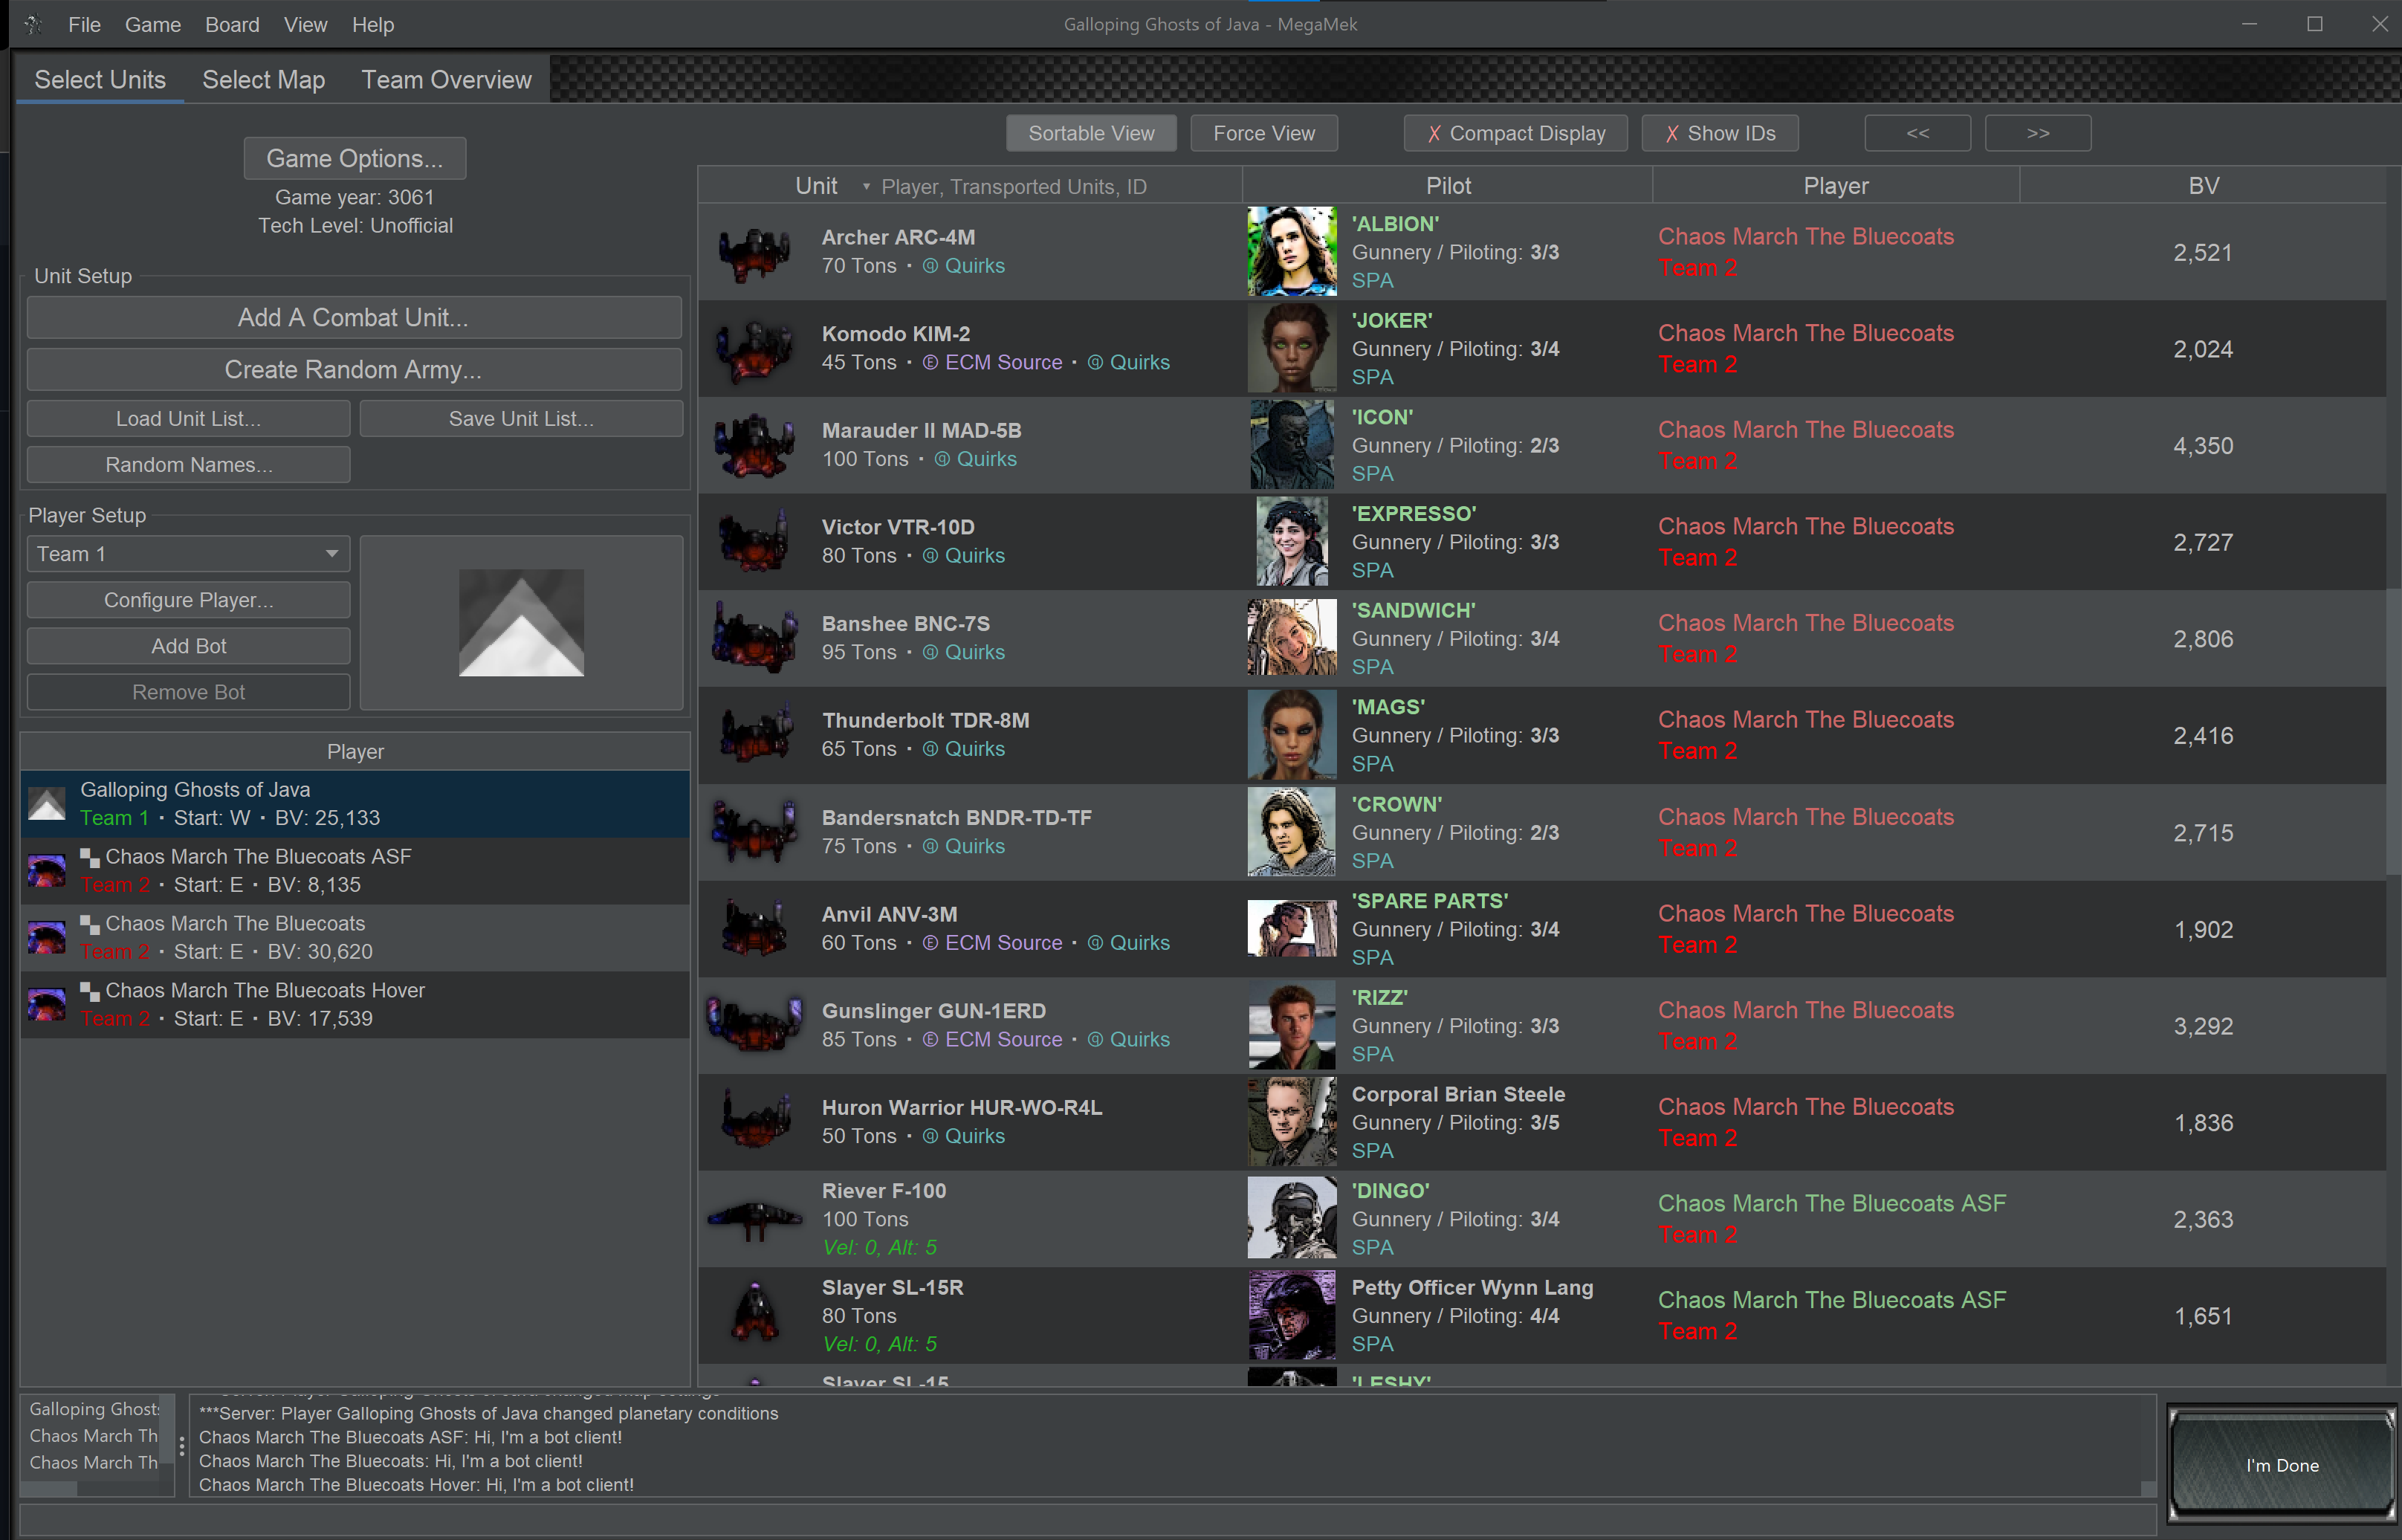 File Game Board View Help
Galloping Ghosts of Java - MegaMek
Select Units Select Map Team Overview
Game Options...
Game year: 3061
Tech Level: Unofficial
Unit Setup
Add A Combat Unit...
Create Random Army...
Load Unit List... Save Unit List...
Random Names...
Player Setup
Team 1
Configure Player...
Add Bot
Remove Bot
Player
Galloping Ghosts of Java
Team 1 · Start: W · BV: 25,133
Chaos March The Bluecoats ASF
Team 2 · Start: E · BV: 8,135
Chaos March The Bluecoats
Team 2 · Start: E · BV: 30,620
Chaos March The Bluecoats Hover
Team 2 · Start: E · BV: 17,539
Sortable View Force View ✗ Compact Display ✗ Show IDs << >>
Unit ▾ Player, Transported Units, ID Pilot Player BV
Archer ARC-4M
70 Tons · @ Quirks
'ALBION'
Gunnery / Piloting: 3/3
SPA
Chaos March The Bluecoats
Team 2
2,521
Komodo KIM-2
45 Tons · Ⓔ ECM Source · @ Quirks
'JOKER'
Gunnery / Piloting: 3/4
SPA
Chaos March The Bluecoats
Team 2
2,024
Marauder II MAD-5B
100 Tons · @ Quirks
'ICON'
Gunnery / Piloting: 2/3
SPA
Chaos March The Bluecoats
Team 2
4,350
Victor VTR-10D
80 Tons · @ Quirks
'EXPRESSO'
Gunnery / Piloting: 3/3
SPA
Chaos March The Bluecoats
Team 2
2,727
Banshee BNC-7S
95 Tons · @ Quirks
'SANDWICH'
Gunnery / Piloting: 3/4
SPA
Chaos March The Bluecoats
Team 2
2,806
Thunderbolt TDR-8M
65 Tons · @ Quirks
'MAGS'
Gunnery / Piloting: 3/3
SPA
Chaos March The Bluecoats
Team 2
2,416
Bandersnatch BNDR-TD-TF
75 Tons · @ Quirks
'CROWN'
Gunnery / Piloting: 2/3
SPA
Chaos March The Bluecoats
Team 2
2,715
Anvil ANV-3M
60 Tons · Ⓔ ECM Source · @ Quirks
'SPARE PARTS'
Gunnery / Piloting: 3/4
SPA
Chaos March The Bluecoats
Team 2
1,902
Gunslinger GUN-1ERD
85 Tons · Ⓔ ECM Source · @ Quirks
'RIZZ'
Gunnery / Piloting: 3/3
SPA
Chaos March The Bluecoats
Team 2
3,292
Huron Warrior HUR-WO-R4L
50 Tons · @ Quirks
Corporal Brian Steele
Gunnery / Piloting: 3/5
SPA
Chaos March The Bluecoats
Team 2
1,836
Riever F-100
100 Tons
Vel: 0, Alt: 5
'DINGO'
Gunnery / Piloting: 3/4
SPA
Chaos March The Bluecoats ASF
Team 2
2,363
Slayer SL-15R
80 Tons
Vel: 0, Alt: 5
Petty Officer Wynn Lang
Gunnery / Piloting: 4/4
SPA
Chaos March The Bluecoats ASF
Team 2
1,651
Slayer SL-15
'LESHY'
Galloping Ghosts
Chaos March Th
Chaos March Th
***Server: Player Galloping Ghosts of Java changed map settings
***Server: Player Galloping Ghosts of Java changed planetary conditions
Chaos March The Bluecoats ASF: Hi, I'm a bot client!
Chaos March The Bluecoats: Hi, I'm a bot client!
Chaos March The Bluecoats Hover: Hi, I'm a bot client!
I'm Done